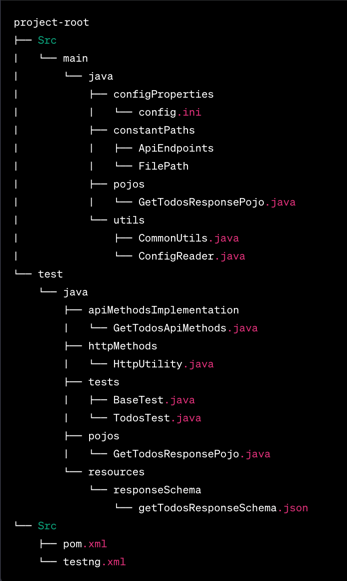 project-root
├── Src
│   └── main
│       └── java
│           ├── configProperties
│           │   └── config.ini
│           ├── constantPaths
│           │   ├── ApiEndpoints
│           │   └── FilePath
│           ├── pojos
│           │   └── GetTodosResponsePojo.java
│           └── utils
│               ├── CommonUtils.java
│               └── ConfigReader.java
└── test
    └── java
        ├── apiMethodsImplementation
        │   └── GetTodosApiMethods.java
        ├── httpMethods
        │   └── HttpUtility.java
        ├── tests
        │   ├── BaseTest.java
        │   └── TodosTest.java
        ├── pojos
        │   └── GetTodosResponsePojo.java
        └── resources
            └── responseSchema
                └── getTodosResponseSchema.json
└── Src
    ├── pom.xml
    └── testng.xml